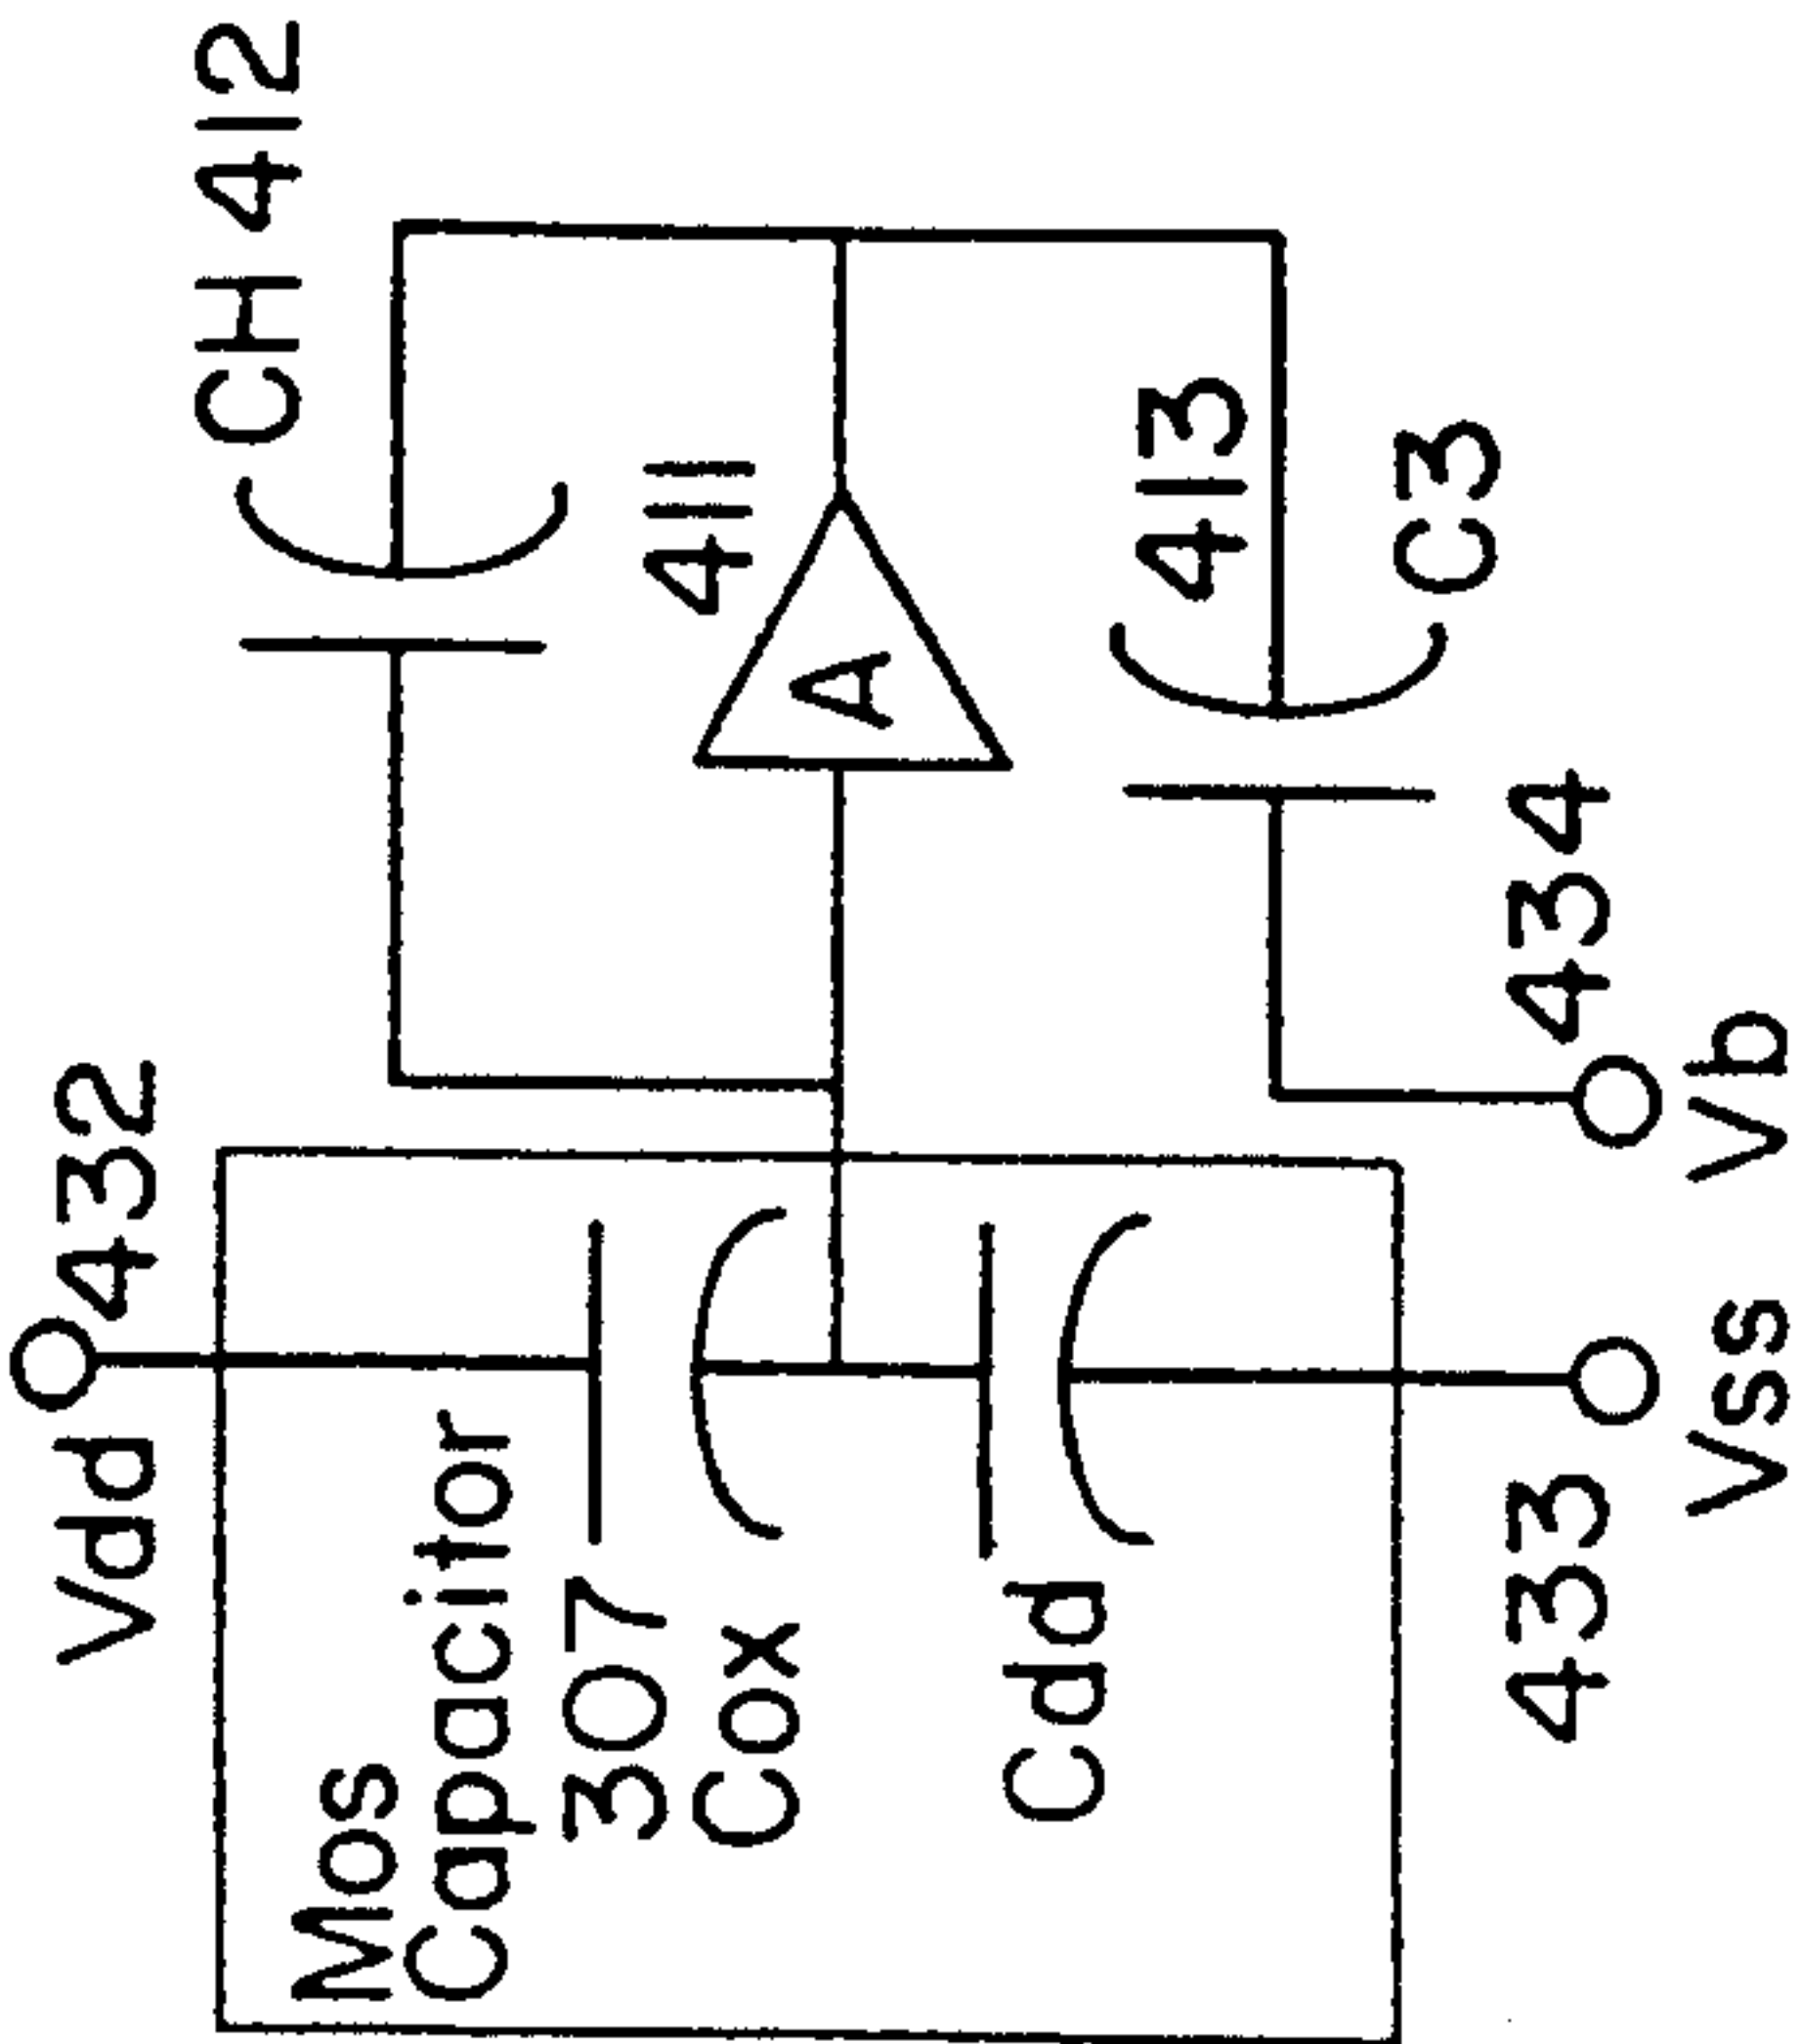 Vdd 432
CH 412
Mos
Capacitor
307
Cox
411
A
Cdd
413
C3
433
434
Vss
Vb